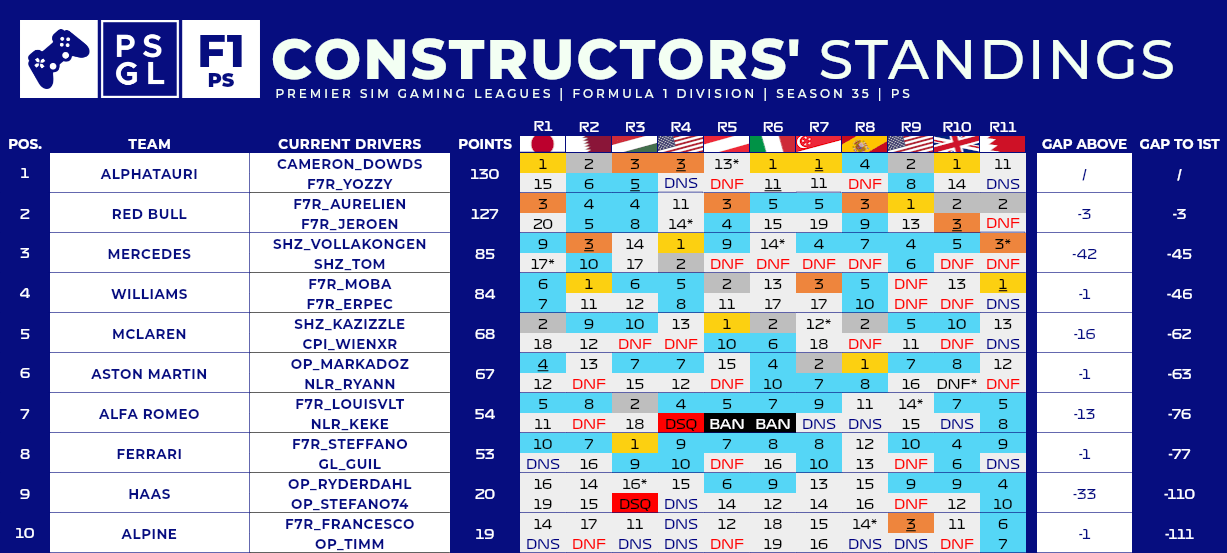 PS
GL
F1
PS
CONSTRUCTORS' STANDINGS
PREMIER SIM GAMING LEAGUES | FORMULA 1 DIVISION | SEASON 35 | PS
R1 R2 R3 R4 R5 R6 R7 R8 R9 R10 R11
POS. TEAM CURRENT DRIVERS POINTS GAP ABOVE GAP TO 1ST
CAMERON_DOWDS 1 2 3 3 13* 1 1 4 2 1 11
1 ALPHATAURI 130 / /
F7R_YOZZY 15 6 5 DNS DNF 11 11 DNF 8 14 DNS
F7R_AURELIEN 3 4 4 11 3 5 5 3 1 2 2
2 RED BULL 127 -3 -3
F7R_JEROEN 20 5 8 14* 4 15 19 9 13 3 DNF
SHZ_VOLLAKONGEN 9 3 14 1 9 14* 4 7 4 5 3*
3 MERCEDES 85 -42 -45
SHZ_TOM 17* 10 17 2 DNF DNF DNF DNF 6 DNF DNF
F7R_MOBA 6 1 6 5 2 13 3 5 DNF 13 1
4 WILLIAMS 84 -1 -46
F7R_ERPEC 7 11 12 8 11 17 17 10 DNF DNF DNS
SHZ_KAZIZZLE 2 9 10 13 1 2 12* 2 5 10 13
5 MCLAREN 68 -16 -62
CPI_WIENXR 18 12 DNF DNF 10 6 18 DNF 11 DNF DNS
OP_MARKADOZ 4 13 7 7 15 4 2 1 7 8 12
6 ASTON MARTIN 67 -1 -63
NLR_RYANN 12 DNF 15 12 DNF 10 7 8 16 DNF* DNF
F7R_LOUISVLT 5 8 2 4 5 7 9 11 14* 7 5
7 ALFA ROMEO 54 -13 -76
NLR_KEKE 11 DNF 18 DSQ BAN BAN DNS DNS 15 DNS 8
F7R_STEFFANO 10 7 1 9 7 8 8 12 10 4 9
8 FERRARI 53 -1 -77
GL_GUIL DNS 16 9 10 DNF 16 10 13 DNF 6 DNS
OP_RYDERDAHL 16 14 16* 6 6 9 13 15 9 9 4
9 HAAS 20 -33 -110
OP_STEFANO74 19 15 DSQ DNS 14 12 14 16 DNF 12 10
F7R_FRANCESCO 14 17 11 DNS 12 18 15 14* 3 11 6
10 ALPINE 19 -1 -111
OP_TIMM DNS DNF DNS DNS DNF 19 16 DNS DNS DNF 7